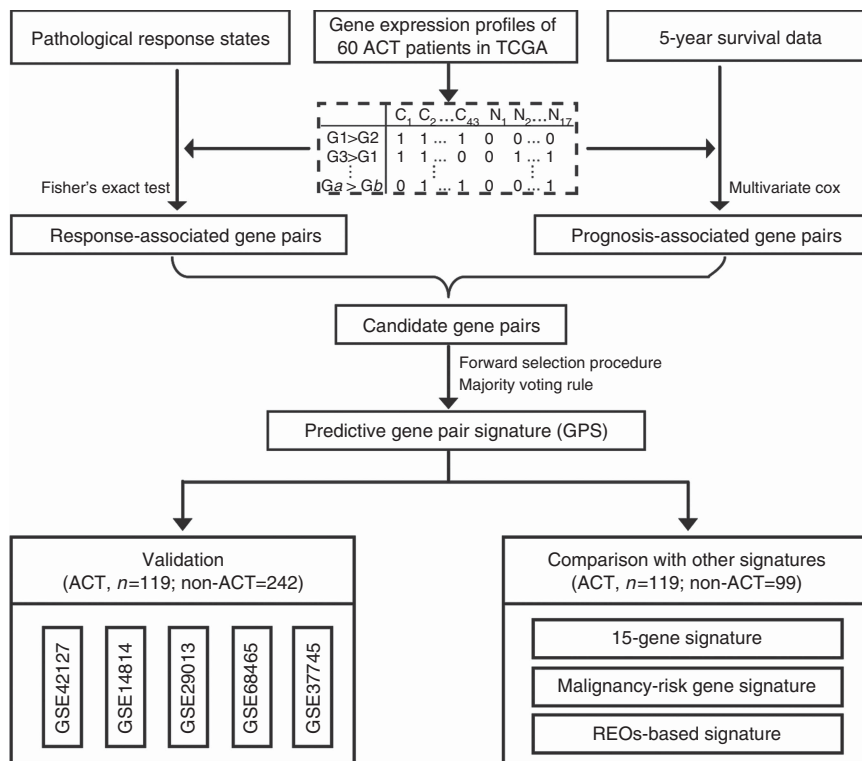 Pathological response states
Gene expression profiles of
60 ACT patients in TCGA
5-year survival data
C1 C2 ... C43 N1 N2 ... N17
G1>G2 1 1 ... 1 0 0 ... 0
G3>G1 1 1 ... 0 0 1 ... 1
⋮ ⋮ ⋮
Ga > Gb 0 1 ... 1 0 0 ... 1
Fisher's exact test
Multivariate cox
Response-associated gene pairs
Prognosis-associated gene pairs
Candidate gene pairs
Forward selection procedure
Majority voting rule
Predictive gene pair signature (GPS)
Validation
(ACT, n=119; non-ACT=242)
GSE42127
GSE14814
GSE29013
GSE68465
GSE37745
Comparison with other signatures
(ACT, n=119; non-ACT=99)
15-gene signature
Malignancy-risk gene signature
REOs-based signature